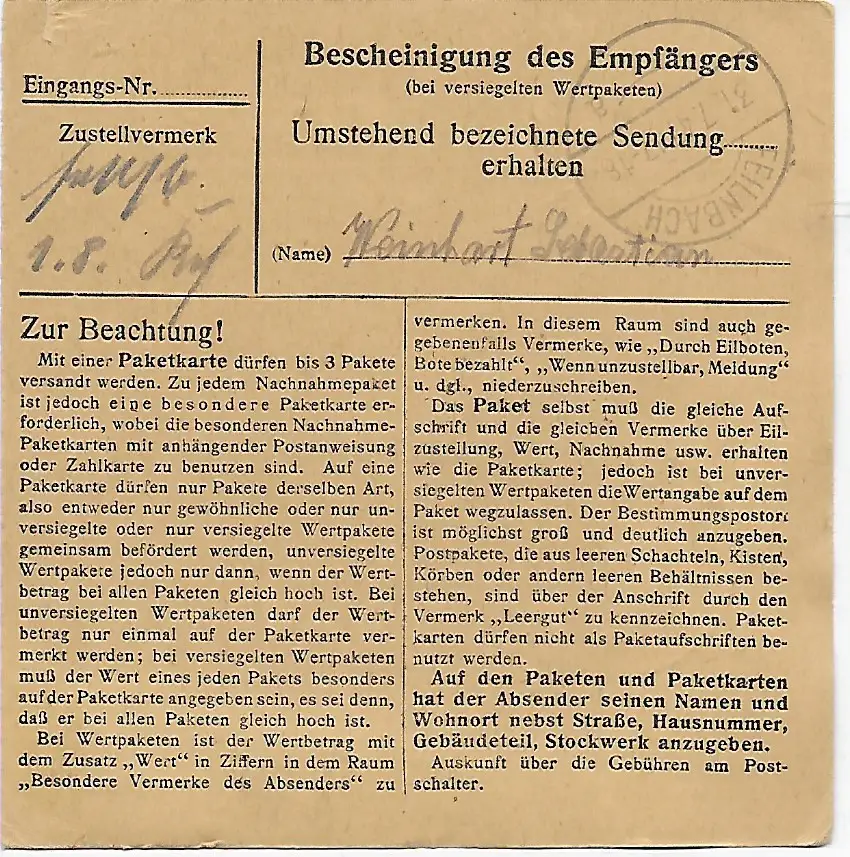 Eingangs-Nr.
Zustellvermerk
1.8.
Bescheinigung des Empfängers
(bei versiegelten Wertpaketen)
Umstehend bezeichnete Sendung
erhalten
(Name) Weinhart Sebastian
FEILNBACH
Zur Beachtung!
Mit einer Paketkarte dürfen bis 3 Pakete
versandt werden. Zu jedem Nachnahmepaket
ist jedoch eine besondere Paketkarte er-
forderlich, wobei die besonderen Nachnahme-
Paketkarten mit anhängender Postanweisung
oder Zahlkarte zu benutzen sind. Auf eine
Paketkarte dürfen nur Pakete derselben Art,
also entweder nur gewöhnliche oder nur un-
versiegelte oder nur versiegelte Wertpakete
gemeinsam befördert werden, unversiegelte
Wertpakete jedoch nur dann, wenn der Wert-
betrag bei allen Paketen gleich hoch ist. Bei
unversiegelten Wertpaketen darf der Wert-
betrag nur einmal auf der Paketkarte ver-
merkt werden; bei versiegelten Wertpaketen
muß der Wert eines jeden Pakets besonders
auf der Paketkarte angegeben sein, es sei denn,
daß er bei allen Paketen gleich hoch ist.
Bei Wertpaketen ist der Wertbetrag mit
dem Zusatz „Wert“ in Ziffern in dem Raum
„Besondere Vermerke des Absenders“ zu
vermerken. In diesem Raum sind auch ge-
gebenenfalls Vermerke, wie „Durch Eilboten,
Bote bezahlt“, „Wenn unzustellbar, Meldung“
u. dgl., niederzuschreiben.
Das Paket selbst muß die gleiche Auf-
schrift und die gleichen Vermerke über Eil-
zustellung, Wert, Nachnahme usw. erhalten
wie die Paketkarte; jedoch ist bei unver-
siegelten Wertpaketen die Wertangabe auf dem
Paket wegzulassen. Der Bestimmungspostort
ist möglichst groß und deutlich anzugeben.
Postpakete, die aus leeren Schachteln, Kisten,
Körben oder andern leeren Behältnissen be-
stehen, sind über der Anschrift durch den
Vermerk „Leergut“ zu kennzeichnen. Paket-
karten dürfen nicht als Paketaufschriften be-
nutzt werden.
Auf den Paketen und Paketkarten
hat der Absender seinen Namen und
Wohnort nebst Straße, Hausnummer,
Gebäudeteil, Stockwerk anzugeben.
Auskunft über die Gebühren am Post-
schalter.